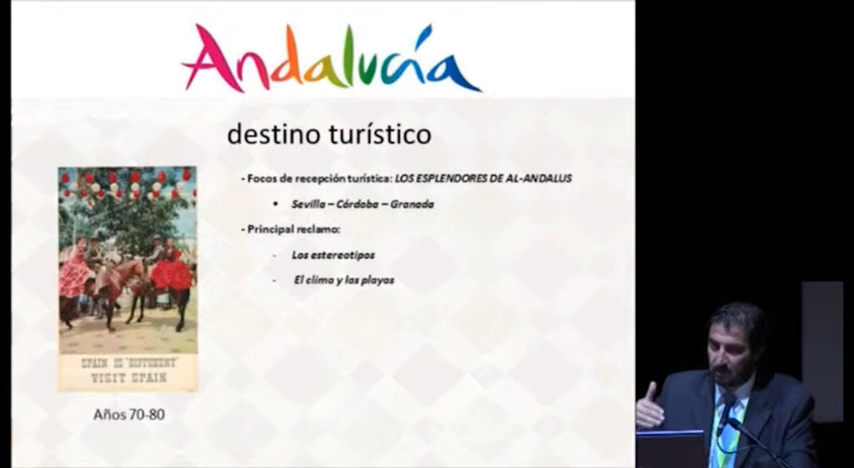 Andalucía
destino turístico
- Focos de recepción turística: LOS ESPLENDORES DE AL-ANDALUS
• Sevilla – Córdoba – Granada
- Principal reclamo:
- Los estereotipos
- El clima y las playas
SPAIN IS "DIFFERENT"
VISIT SPAIN
Años 70-80